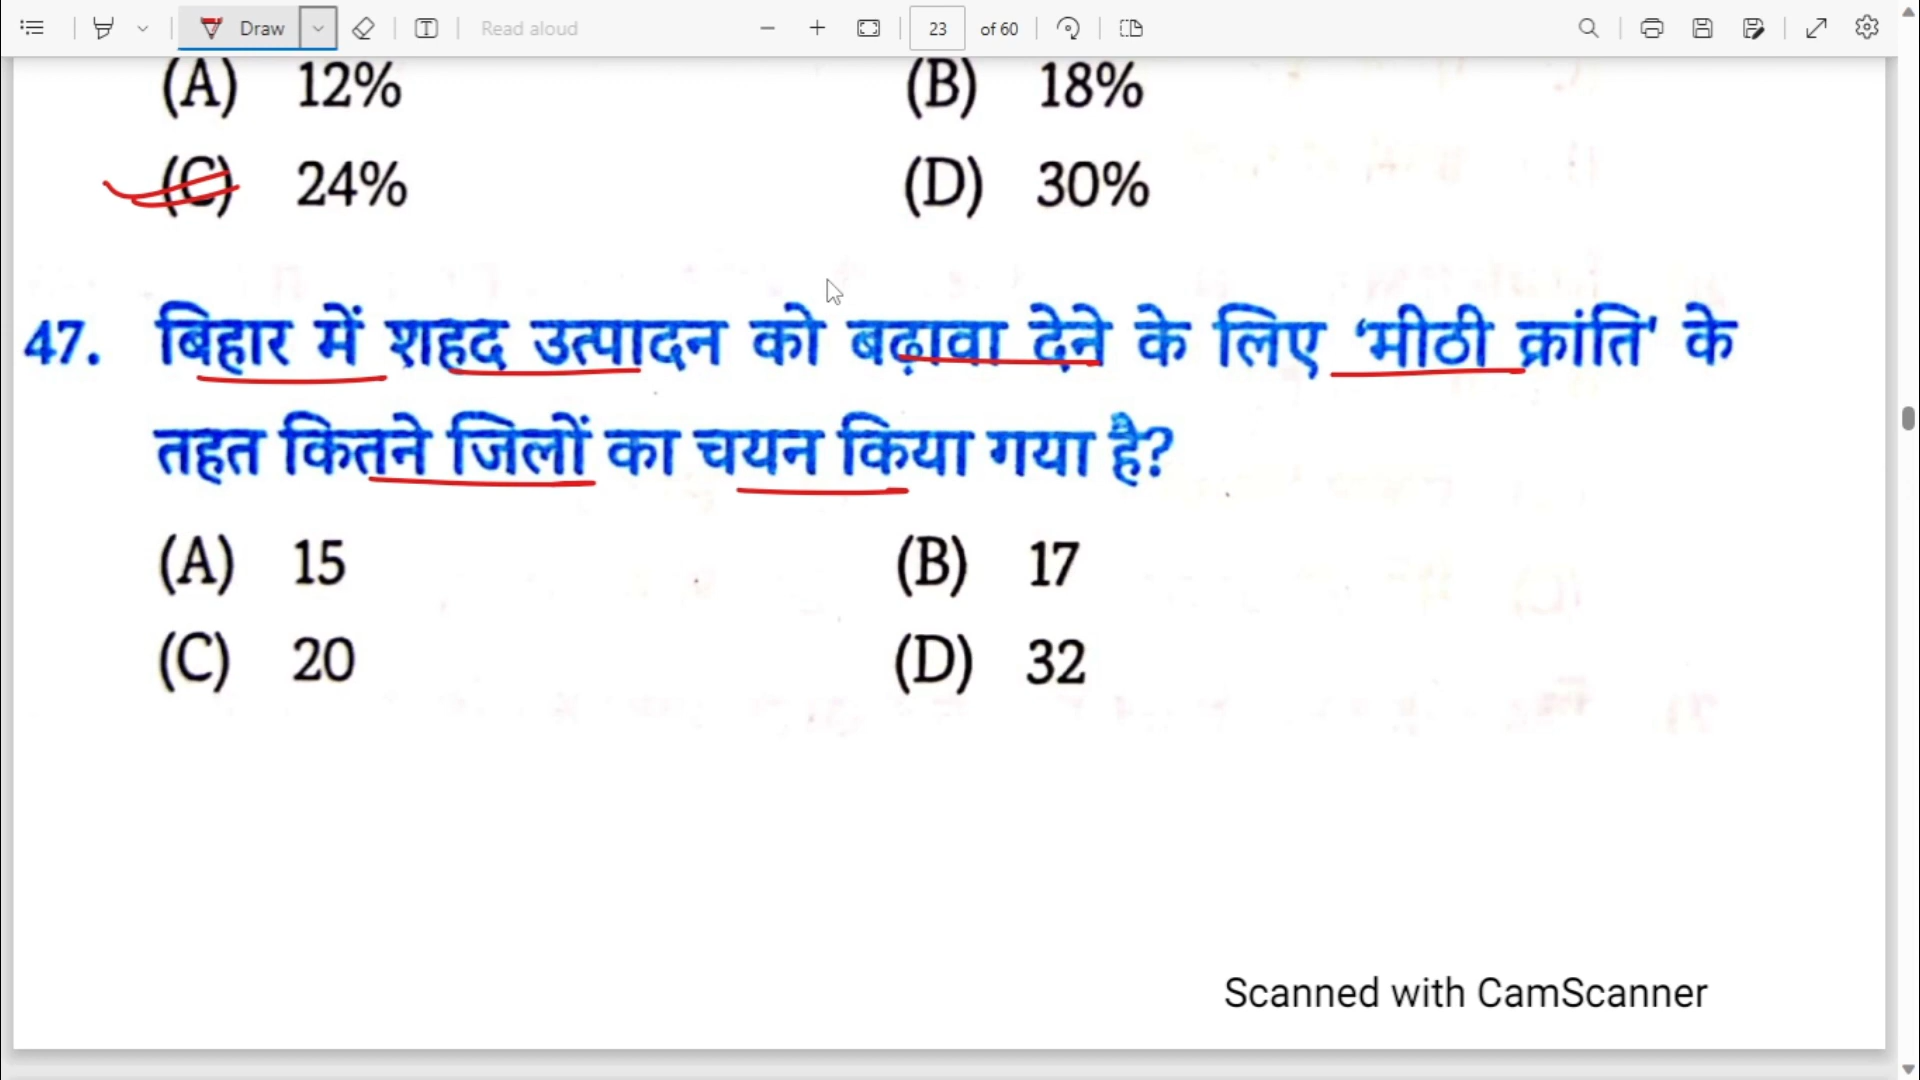 Draw
Read aloud
23 of 60
(A) 12% (B) 18%
(C) 24% (D) 30%
47. बिहार में शहद उत्पादन को बढ़ावा देने के लिए ‘मीठी क्रांति’ के
तहत कितने जिलों का चयन किया गया है?
(A) 15 (B) 17
(C) 20 (D) 32
Scanned with CamScanner